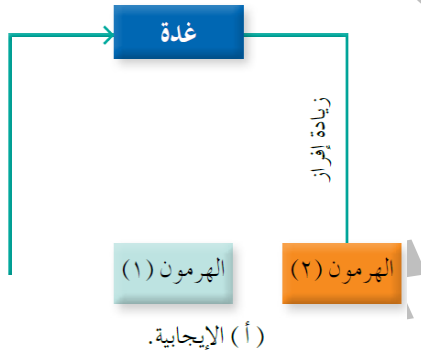 غدة
زيادة إفراز
الهرمون (٢)
الهرمون (١)
(أ) الإيجابية.